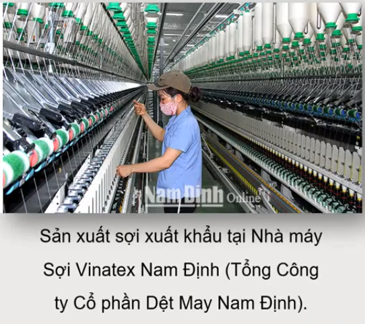 Nam Định Online
Sản xuất sợi xuất khẩu tại Nhà máy
Sợi Vinatex Nam Định (Tổng Công
ty Cổ phần Dệt May Nam Định).